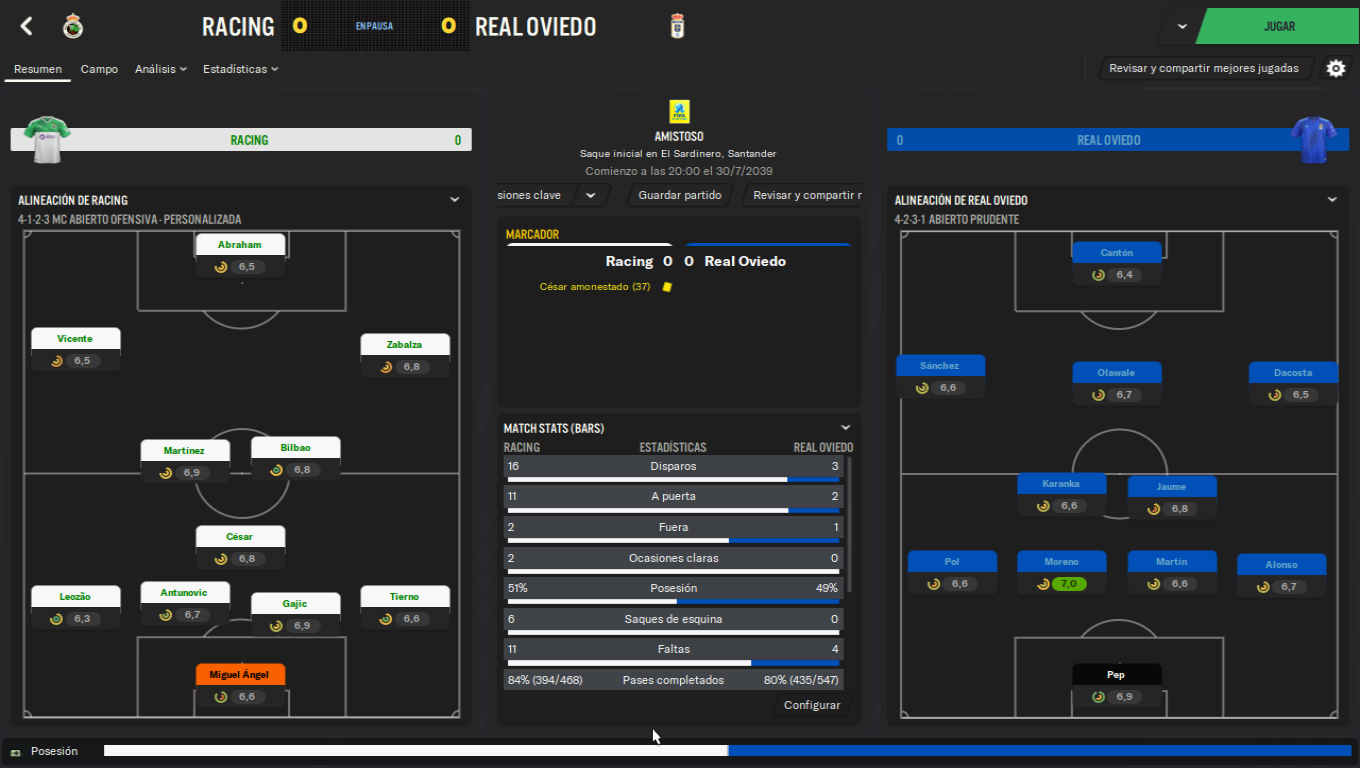 RACING 0 EN PAUSA 0 REAL OVIEDO
JUGAR
Resumen Campo Análisis Estadísticas
Revisar y compartir mejores jugadas
RACING 0
AMISTOSO
Saque inicial en El Sardinero, Santander
Comienzo a las 20:00 el 30/7/2039
0 REAL OVIEDO
siones clave Guardar partido Revisar y compartir r
ALINEACIÓN DE RACING
4-1-2-3 MC ABIERTO OFENSIVA - PERSONALIZADA
Abraham
6,5
Vicente
6,5
Zabalza
6,8
Martínez
6,9
Bilbao
6,8
César
6,8
Leozão
6,3
Antunovic
6,7
Gajic
6,9
Tierno
6,6
Miguel Ángel
6,6
MARCADOR
Racing 0 0 Real Oviedo
César amonestado (37)
MATCH STATS (BARS)
RACING ESTADÍSTICAS REAL OVIEDO
16 Disparos 3
11 A puerta 2
2 Fuera 1
2 Ocasiones claras 0
51% Posesión 49%
6 Saques de esquina 0
11 Faltas 4
84% (394/468) Pases completados 80% (435/547)
Configurar
ALINEACIÓN DE REAL OVIEDO
4-2-3-1 ABIERTO PRUDENTE
Cantón
6,4
Sánchez
6,6
Olawale
6,7
Dacosta
6,5
Karanka
6,6
Jaume
6,8
Pol
6,6
Moreno
7,0
Martín
6,6
Alonso
6,7
Pep
6,9
Posesión